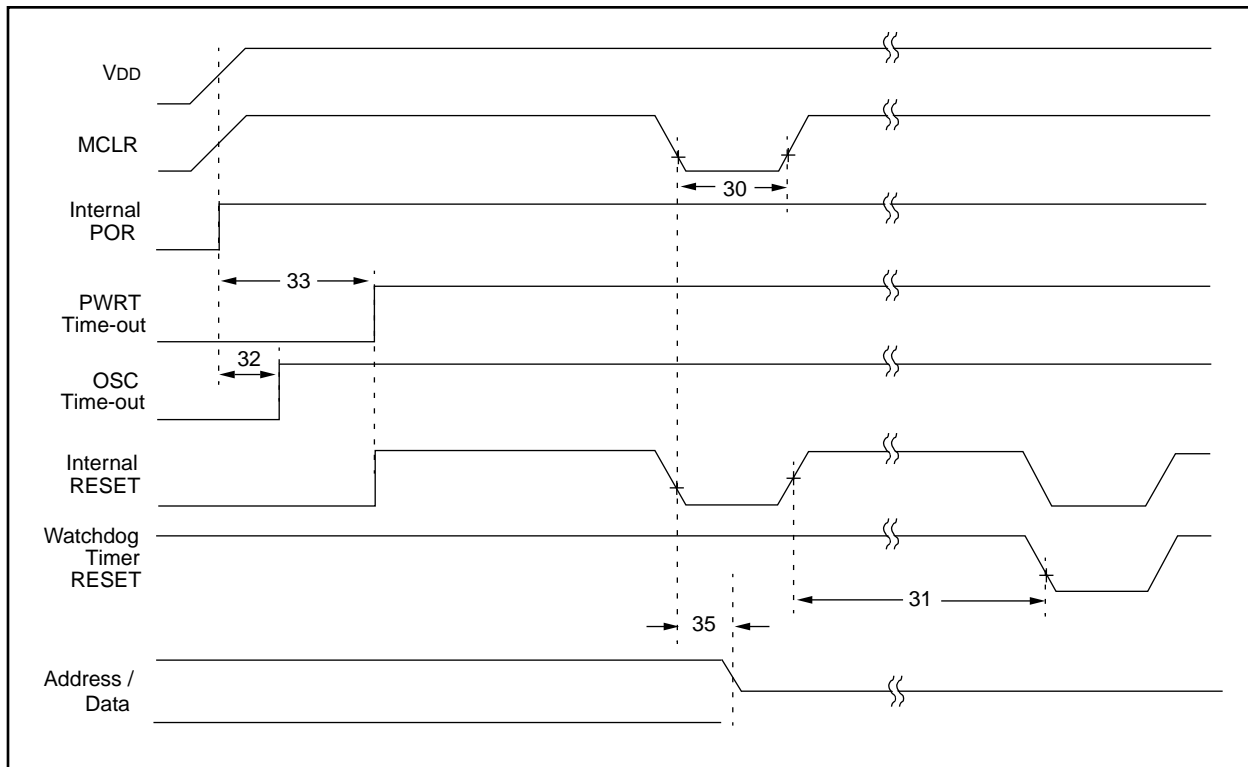 VDD
MCLR
30
Internal
POR
33
PWRT
Time-out
32
OSC
Time-out
Internal
RESET
Watchdog
Timer
RESET
31
35
Address /
Data